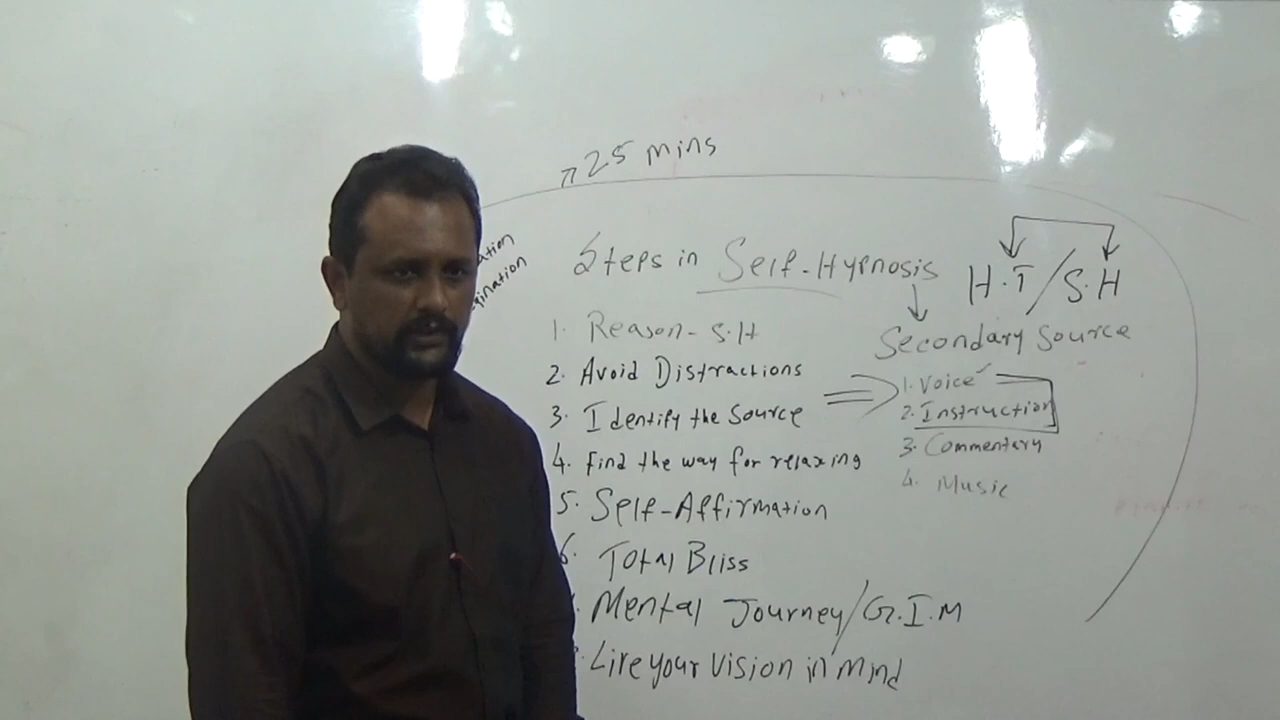 25 mins
Steps in Self-Hypnosis
H.T/S.H
Secondary Source
1. Reason - S.H
2. Avoid Distractions
3. Identify the Source
4. Find the way for relaxing
5. Self-Affirmation
6. Total Bliss
Mental Journey/G.I.M
Live your Vision in Mind
1. Voice
2. Instruction
3. Commentary
4. Music